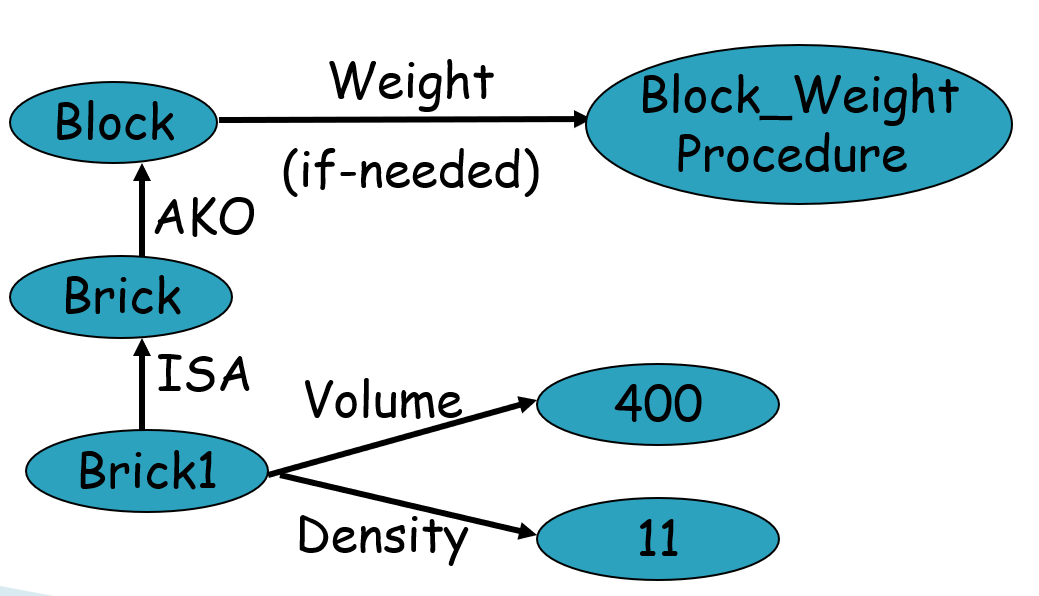 Weight
Block
Block_Weight
Procedure
(if-needed)
AKO
Brick
ISA
Volume
400
Brick1
Density
11